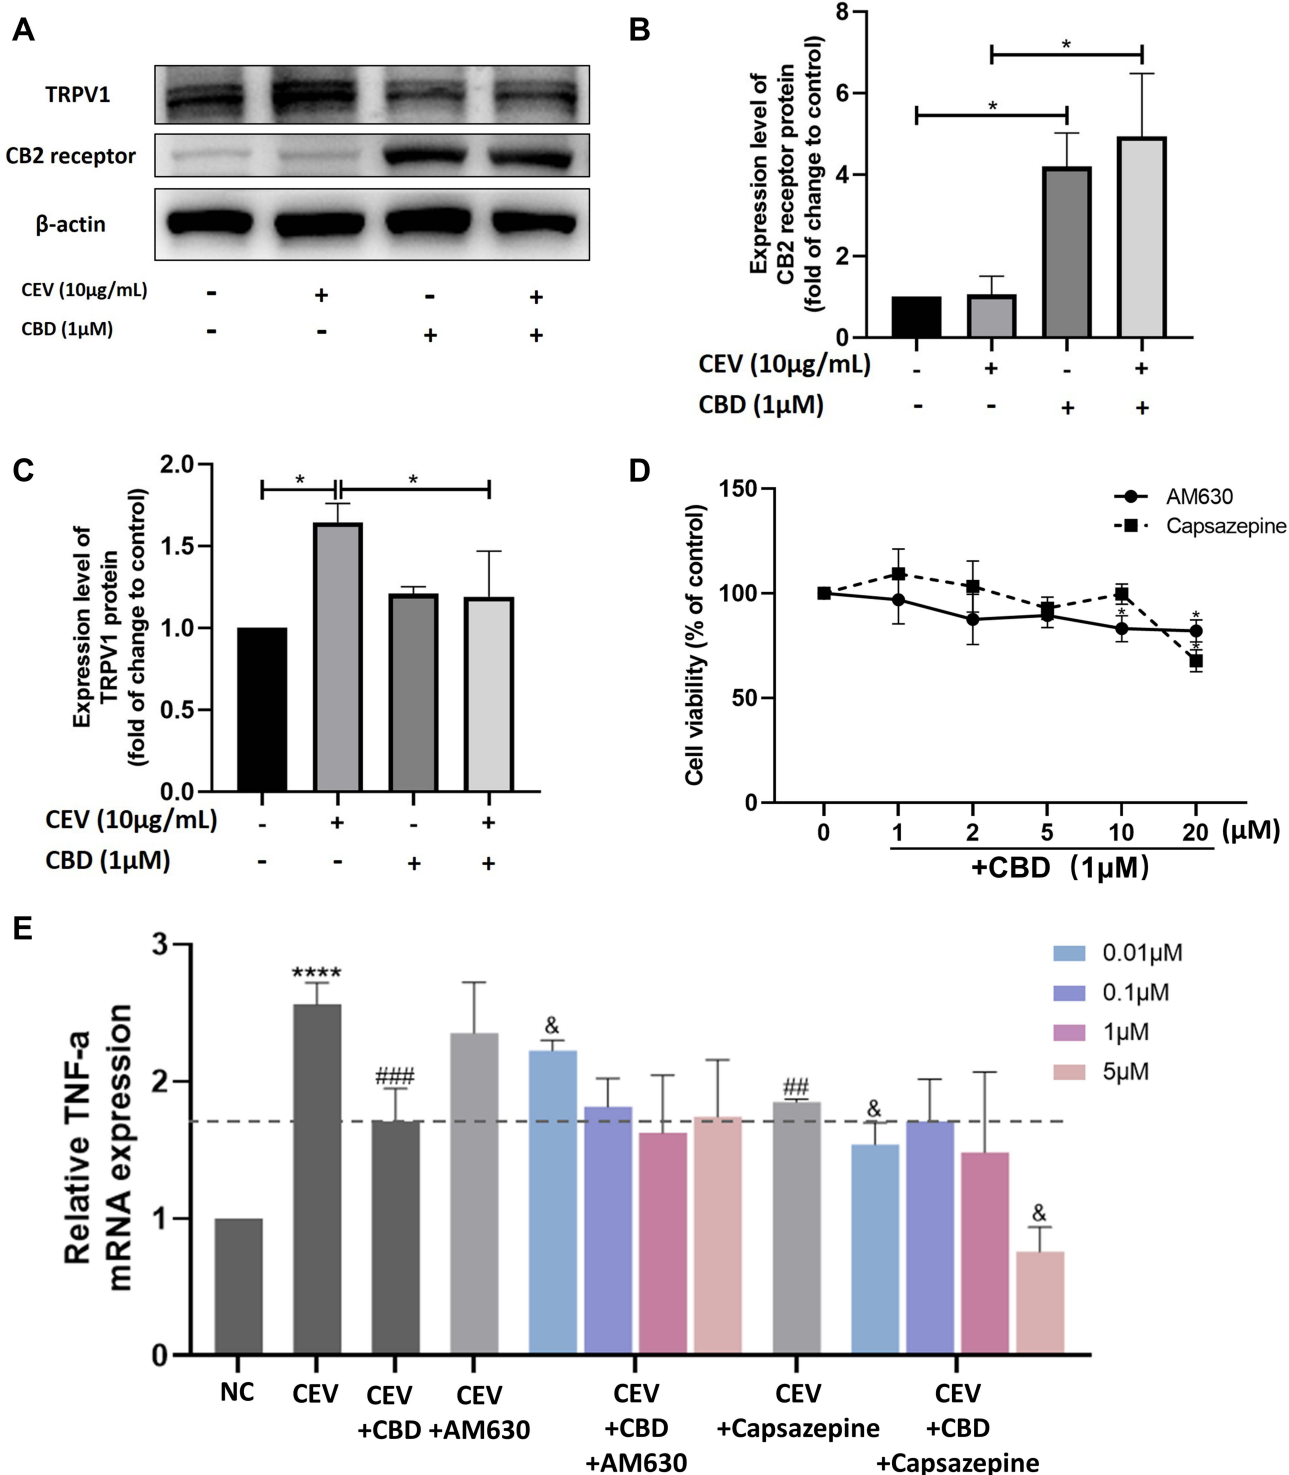 A
TRPV1
CB2 receptor
β-actin
CEV (10μg/mL) - + - +
CBD (1μM) - - + +
B
Expression level of
CB2 receptor protein
(fold of change to control)
8
6
4
2
0
*
*
CEV (10μg/mL) - + - +
CBD (1μM) - - + +
C
Expression level of
TRPV1 protein
(fold of change to control)
2.0
1.5
1.0
0.5
0.0
* *
CEV (10μg/mL) - + - +
CBD (1μM) - - + +
D
Cell viability (% of control)
150
100
50
0
AM630
Capsazepine
* *
*
0 1 2 5 10 20 (μM)
+CBD (1μM)
E
Relative TNF-a
mRNA expression
3
2
1
0
****
###
&
##
&
&
0.01μM
0.1μM
1μM
5μM
NC CEV CEV CEV CEV CEV CEV
+CBD +AM630 +CBD +Capsazepine +CBD
+AM630 +Capsazepine